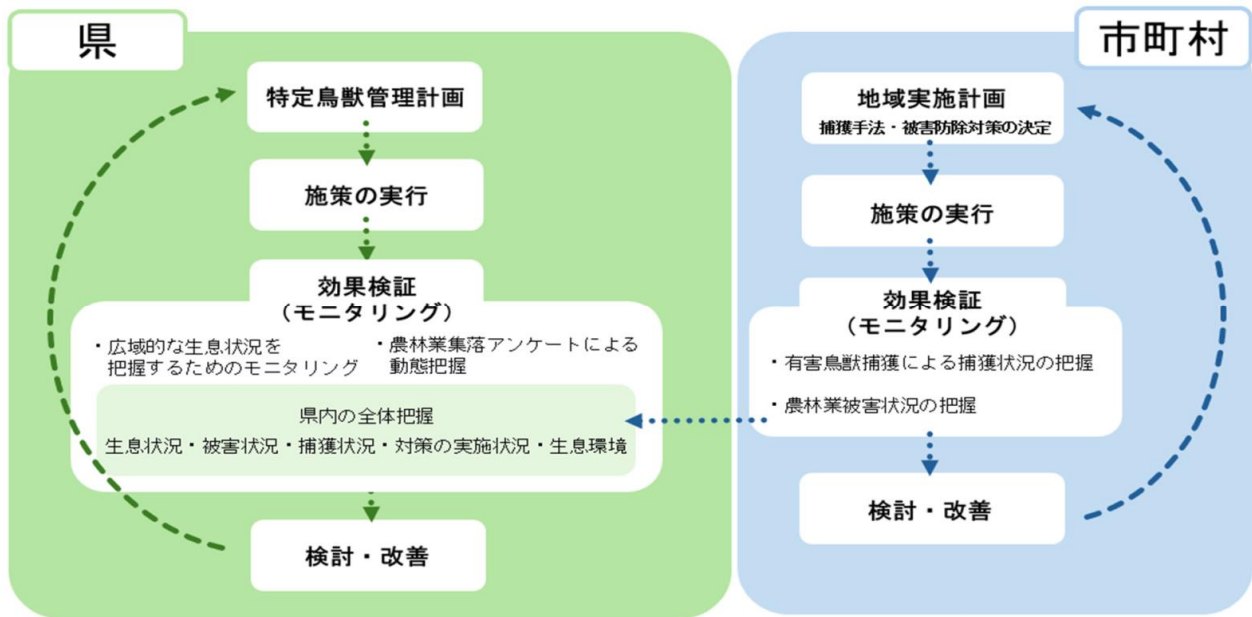 県
特定鳥獣管理計画
施策の実行
効果検証
（モニタリング）
・広域的な生息状況を
把握するためのモニタリング
・農林業集落アンケートによる
動態把握
県内の全体把握
生息状況・被害状況・捕獲状況・対策の実施状況・生息環境
検討・改善
市町村
地域実施計画
捕獲手法・被害防除対策の決定
施策の実行
効果検証
（モニタリング）
・有害鳥獣捕獲による捕獲状況の把握
・農林業被害状況の把握
検討・改善